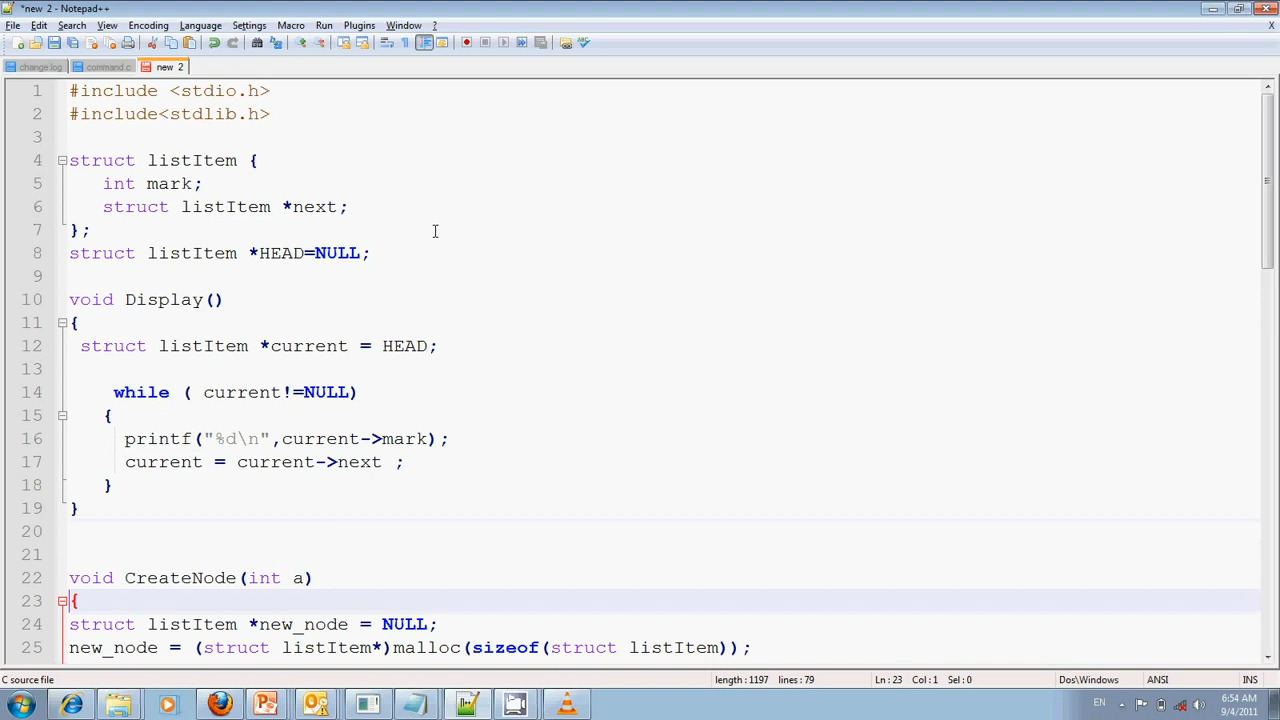 *new 2 - Notepad++
File Edit Search View Encoding Language Settings Macro Run Plugins Window ? X
change.log command.c new 2
1 #include <stdio.h>
2 #include<stdlib.h>
3
4 struct listItem {
5 int mark;
6 struct listItem *next;
7 };
8 struct listItem *HEAD=NULL;
9
10 void Display()
11 {
12 struct listItem *current = HEAD;
13
14 while ( current!=NULL)
15 {
16 printf("%d\n",current->mark);
17 current = current->next ;
18 }
19 }
20
21
22 void CreateNode(int a)
23 {
24 struct listItem *new_node = NULL;
25 new_node = (struct listItem*)malloc(sizeof(struct listItem));
C source file length : 1197 lines : 79 Ln : 23 Col : 1 Sel : 0 Dos\Windows ANSI INS
EN 6:54 AM
9/4/2011